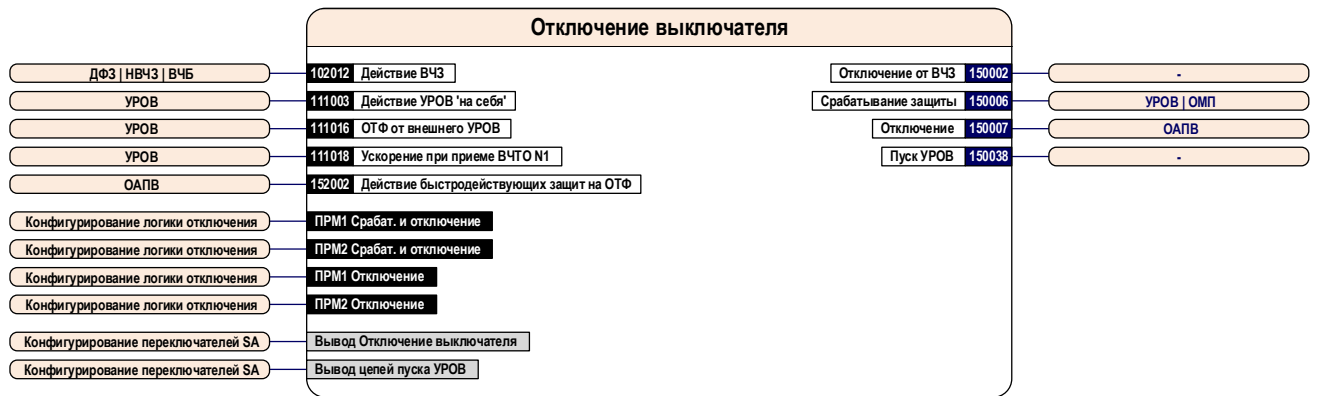 Отключение выключателя
ДФЗ | НВЧЗ | ВЧБ 102012 Действие ВЧЗ Отключение от ВЧЗ 150002 -
УРОВ 111003 Действие УРОВ 'на себя' Срабатывание защиты 150006 УРОВ | ОМП
УРОВ 111016 ОТФ от внешнего УРОВ Отключение 150007 ОАПВ
УРОВ 111018 Ускорение при приеме ВЧТО N1 Пуск УРОВ 150038 -
ОАПВ 152002 Действие быстродействующих защит на ОТФ
Конфигурирование логики отключения ПРМ1 Срабат. и отключение
Конфигурирование логики отключения ПРМ2 Срабат. и отключение
Конфигурирование логики отключения ПРМ1 Отключение
Конфигурирование логики отключения ПРМ2 Отключение
Конфигурирование переключателей SA Вывод Отключение выключателя
Конфигурирование переключателей SA Вывод цепей пуска УРОВ